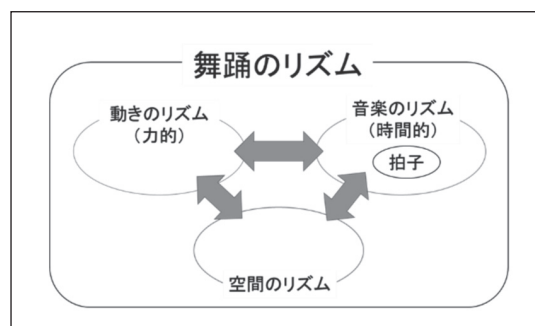 舞踊のリズム
動きのリズム
（力的）
音楽のリズム
（時間的）
拍子
空間のリズム